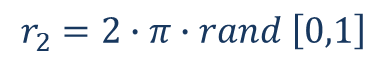 r₂ = 2 · π · rand [0,1]